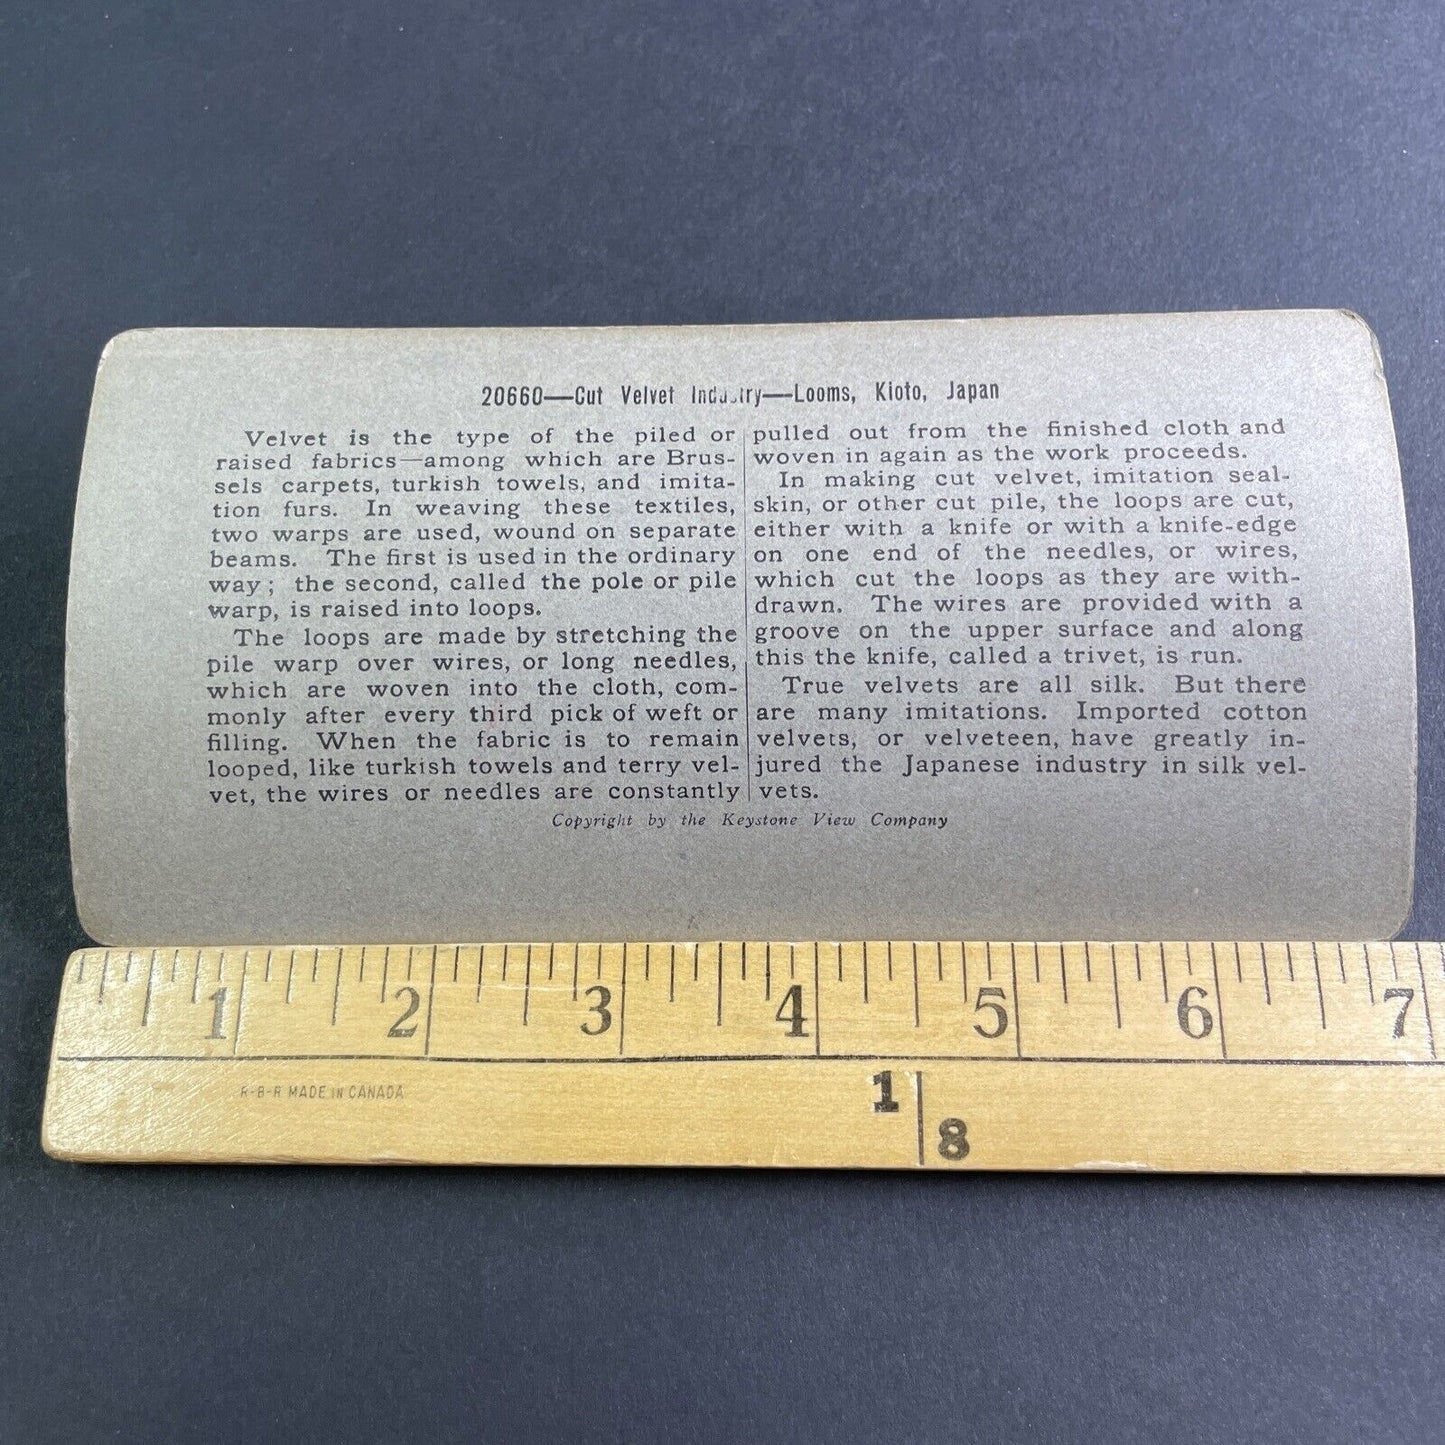 20660—Cut Velvet Industry—Looms, Kioto, Japan
Velvet is the type of the piled or
raised fabrics—among which are Brus-
sels carpets, turkish towels, and imita-
tion furs. In weaving these textiles,
two warps are used, wound on separate
beams. The first is used in the ordinary
way; the second, called the pole or pile
warp, is raised into loops.
The loops are made by stretching the
pile warp over wires, or long needles,
which are woven into the cloth, com-
monly after every third pick of weft or
filling. When the fabric is to remain
looped, like turkish towels and terry vel-
vet, the wires or needles are constantly
pulled out from the finished cloth and
woven in again as the work proceeds.
In making cut velvet, imitation seal-
skin, or other cut pile, the loops are cut,
either with a knife or with a knife-edge
on one end of the needles, or wires,
which cut the loops as they are with-
drawn. The wires are provided with a
groove on the upper surface and along
this the knife, called a trivet, is run.
True velvets are all silk. But there
are many imitations. Imported cotton
velvets, or velveteen, have greatly in-
jured the Japanese industry in silk vel-
vets.
Copyright by the Keystone View Company
1 2 3 4 5 6 7
R-B-R MADE IN CANADA
1
8